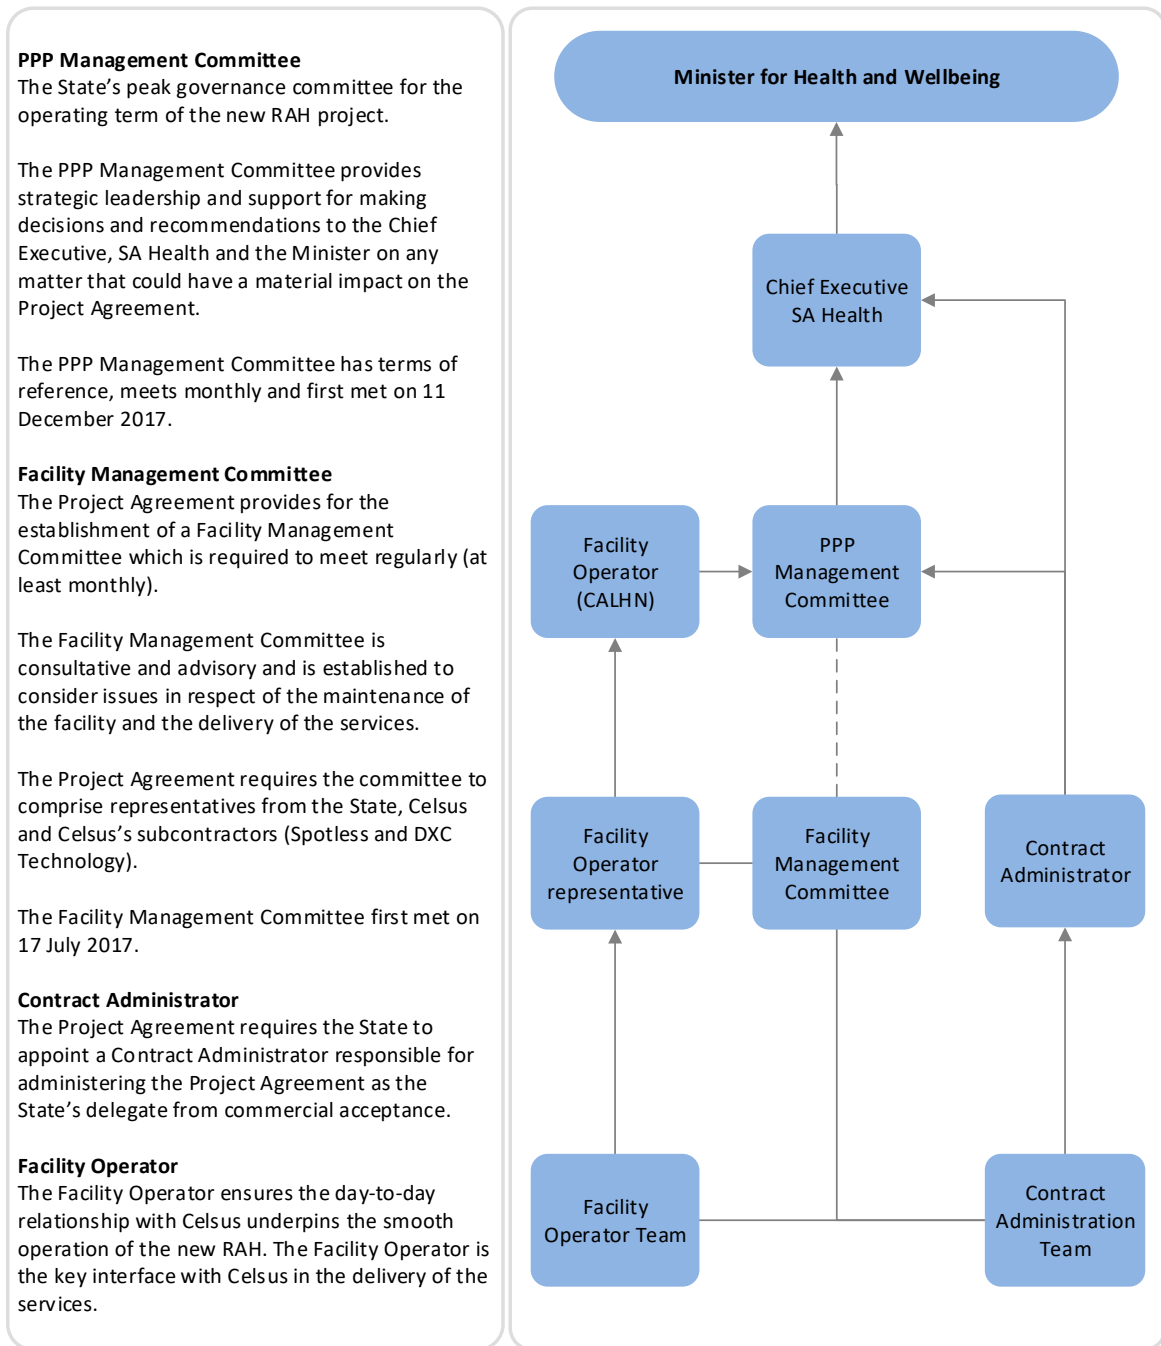 PPP Management Committee
The State's peak governance committee for the
operating term of the new RAH project.
The PPP Management Committee provides
strategic leadership and support for making
decisions and recommendations to the Chief
Executive, SA Health and the Minister on any
matter that could have a material impact on the
Project Agreement.
The PPP Management Committee has terms of
reference, meets monthly and first met on 11
December 2017.
Facility Management Committee
The Project Agreement provides for the
establishment of a Facility Management
Committee which is required to meet regularly (at
least monthly).
The Facility Management Committee is
consultative and advisory and is established to
consider issues in respect of the maintenance of
the facility and the delivery of the services.
The Project Agreement requires the committee to
comprise representatives from the State, Celsus
and Celsus's subcontractors (Spotless and DXC
Technology).
The Facility Management Committee first met on
17 July 2017.
Contract Administrator
The Project Agreement requires the State to
appoint a Contract Administrator responsible for
administering the Project Agreement as the
State's delegate from commercial acceptance.
Facility Operator
The Facility Operator ensures the day-to-day
relationship with Celsus underpins the smooth
operation of the new RAH. The Facility Operator is
the key interface with Celsus in the delivery of the
services.
Minister for Health and Wellbeing
Chief Executive
SA Health
Facility
Operator
(CALHN)
PPP
Management
Committee
Facility
Operator
representative
Facility
Management
Committee
Contract
Administrator
Facility
Operator Team
Contract
Administration
Team